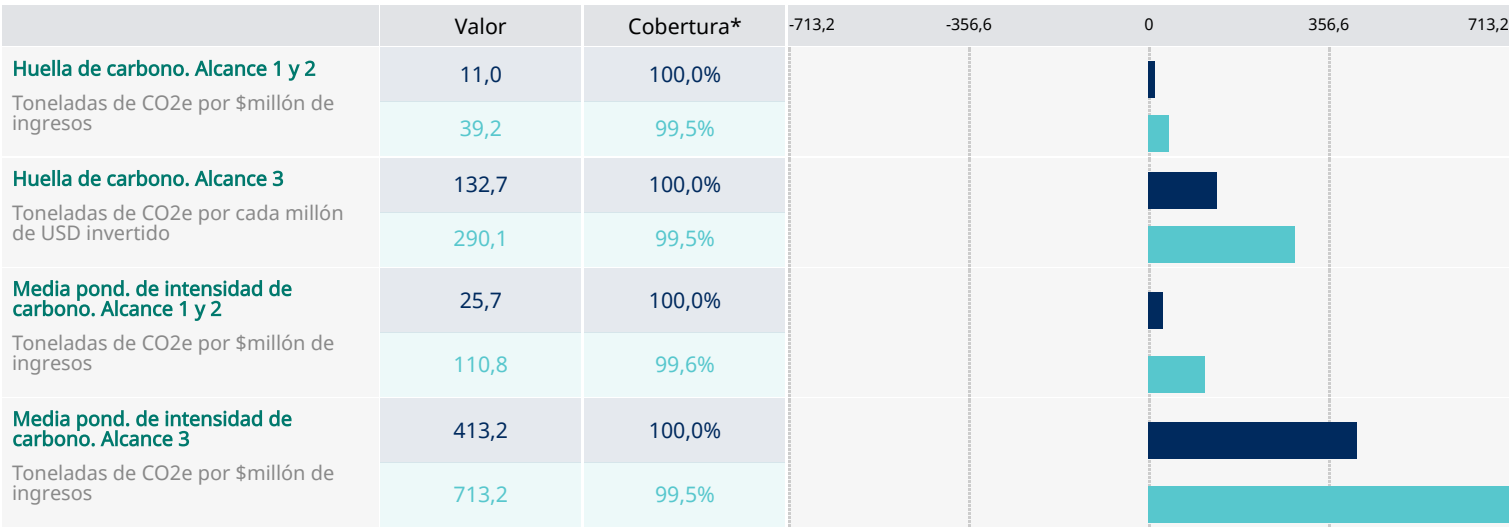 Valor Cobertura* -713,2 -356,6 0 356,6 713,2
Huella de carbono. Alcance 1 y 2
Toneladas de CO2e por $millón de
ingresos
11,0 100,0%
39,2 99,5%
Huella de carbono. Alcance 3
Toneladas de CO2e por cada millón
de USD invertido
132,7 100,0%
290,1 99,5%
Media pond. de intensidad de
carbono. Alcance 1 y 2
Toneladas de CO2e por $millón de
ingresos
25,7 100,0%
110,8 99,6%
Media pond. de intensidad de
carbono. Alcance 3
Toneladas de CO2e por $millón de
ingresos
413,2 100,0%
713,2 99,5%